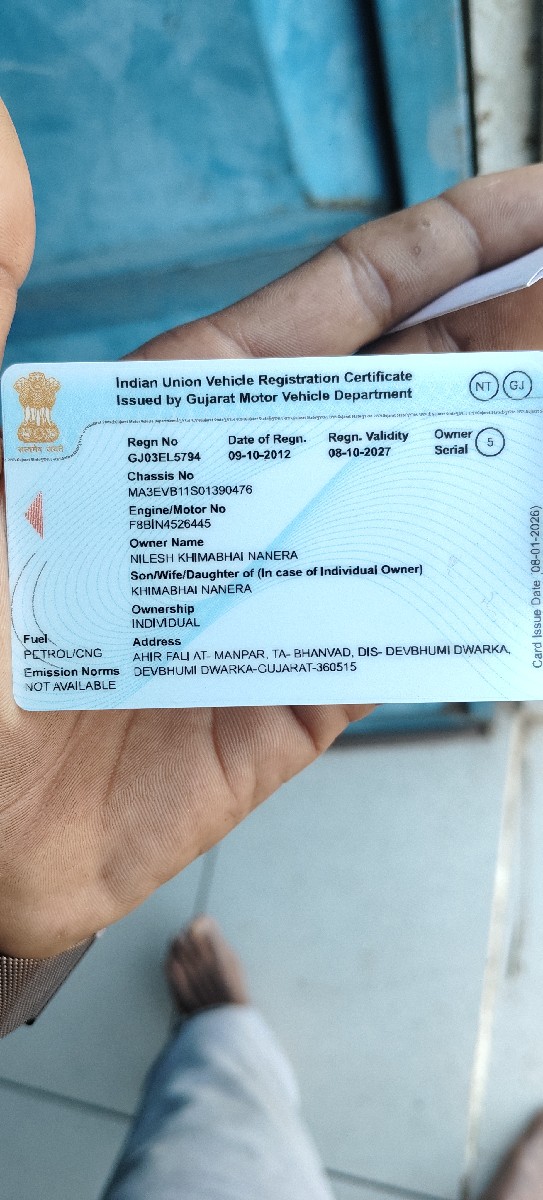 Indian Union Vehicle Registration Certificate
Issued by Gujarat Motor Vehicle Department
NT GJ
सत्यमेव जयते
Regn No Date of Regn. Regn. Validity Owner Serial 5
GJ03EL5794 09-10-2012 08-10-2027
Chassis No
MA3EVB11S01390476
Engine/Motor No
F8BIN4526445
Owner Name
NILESH KHIMABHAI NANERA
Son/Wife/Daughter of (In case of Individual Owner)
KHIMABHAI NANERA
Ownership
INDIVIDUAL
Fuel
PETROL/CNG
Emission Norms
NOT AVAILABLE
Address
AHIR FALI AT- MANPAR, TA- BHANVAD, DIS- DEVBHUMI DWARKA,
DEVBHUMI DWARKA-GUJARAT-360515
Card Issue Date (08-01-2026)